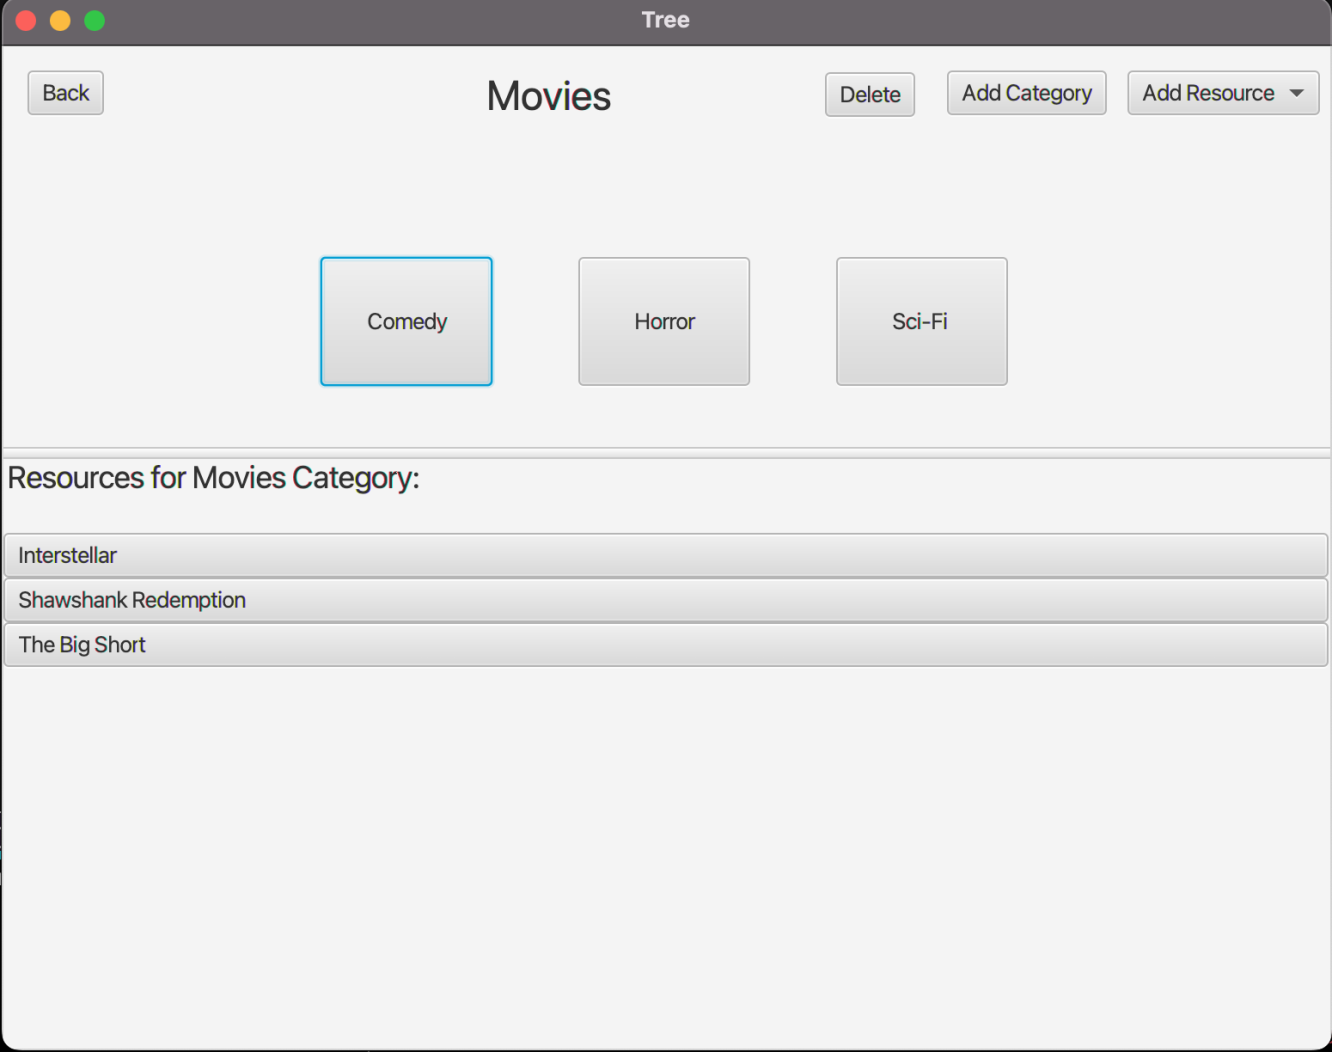 Tree
Back
Movies
Delete
Add Category
Add Resource
Comedy
Horror
Sci-Fi
Resources for Movies Category:
Interstellar
Shawshank Redemption
The Big Short